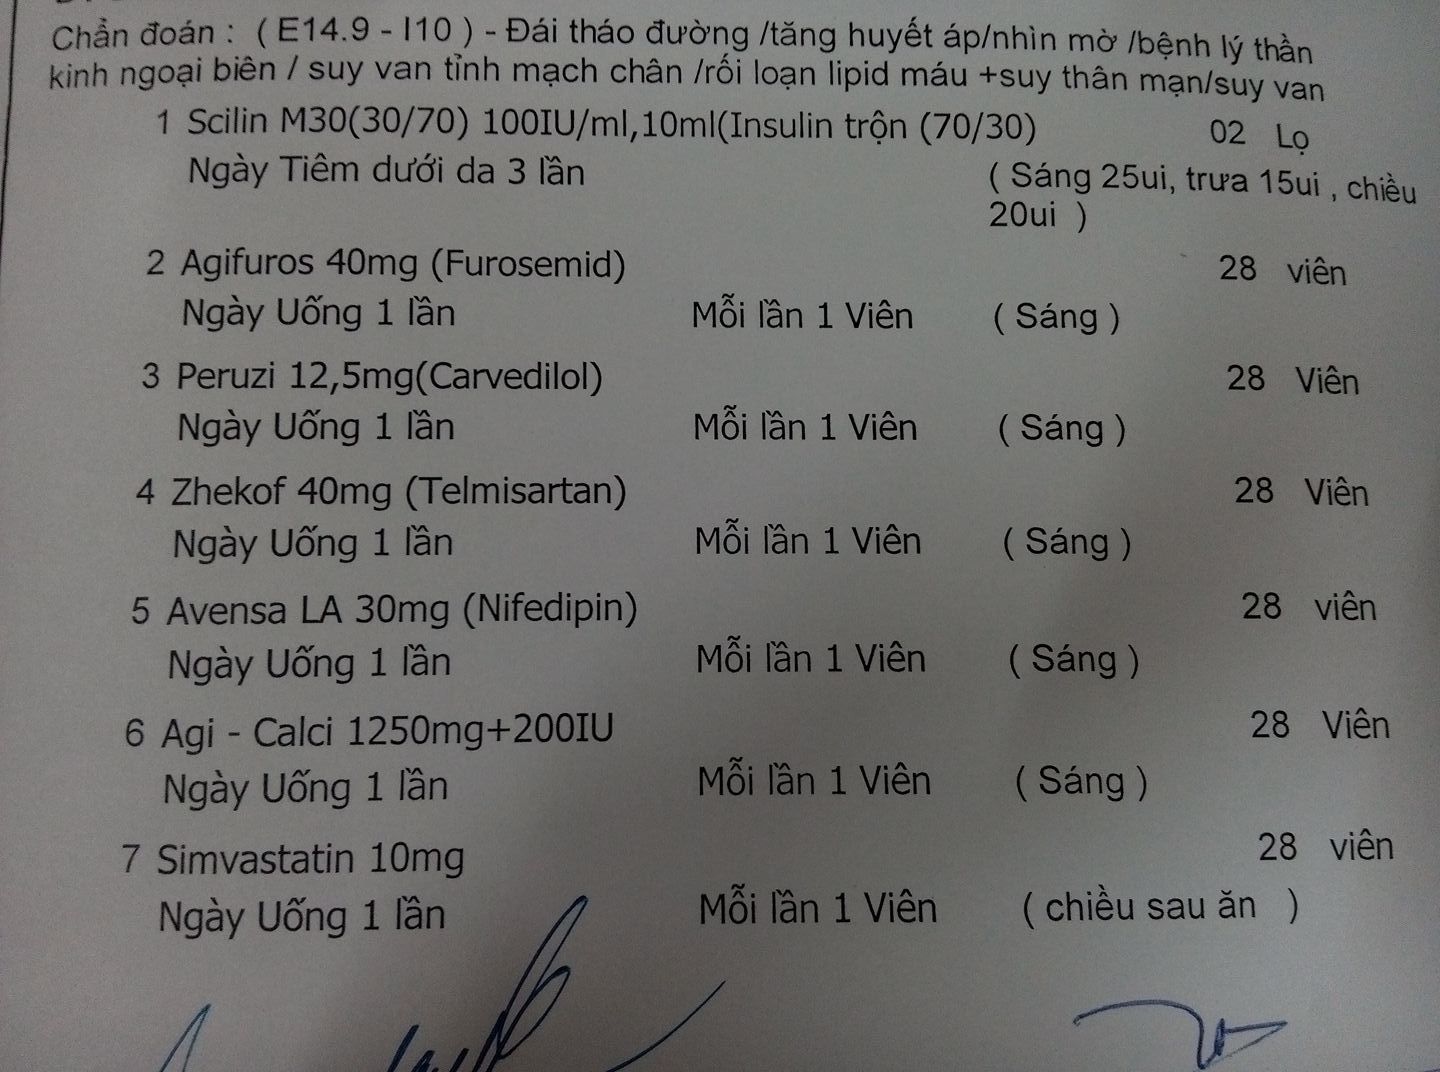 Chẩn đoán : ( E14.9 - I10 ) - Đái tháo đường /tăng huyết áp/nhìn mờ /bệnh lý thần
kinh ngoại biên / suy van tĩnh mạch chân /rối loạn lipid máu +suy thân mạn/suy van
1 Scilin M30(30/70) 100IU/ml,10ml(Insulin trộn (70/30) 02 Lọ
Ngày Tiêm dưới da 3 lần ( Sáng 25ui, trưa 15ui , chiều
20ui )
2 Agifuros 40mg (Furosemid) 28 viên
Ngày Uống 1 lần Mỗi lần 1 Viên ( Sáng )
3 Peruzi 12,5mg(Carvedilol) 28 Viên
Ngày Uống 1 lần Mỗi lần 1 Viên ( Sáng )
4 Zhekof 40mg (Telmisartan) 28 Viên
Ngày Uống 1 lần Mỗi lần 1 Viên ( Sáng )
5 Avensa LA 30mg (Nifedipin) 28 viên
Ngày Uống 1 lần Mỗi lần 1 Viên ( Sáng )
6 Agi - Calci 1250mg+200IU 28 Viên
Ngày Uống 1 lần Mỗi lần 1 Viên ( Sáng )
7 Simvastatin 10mg 28 viên
Ngày Uống 1 lần Mỗi lần 1 Viên ( chiều sau ăn )